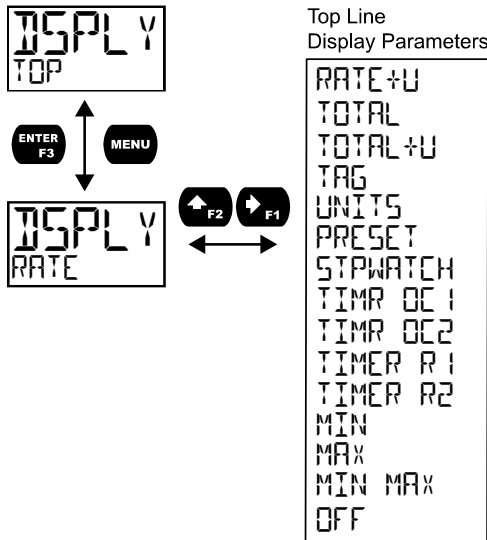 DSPLY
TOP
ENTER
F3
MENU
DSPLY
RATE
F2
F1
Top Line
Display Parameters
RATE+U
TOTAL
TOTAL+U
TAG
UNITS
PRESET
STPWATCH
TIMR OC1
TIMR OC2
TIMER R1
TIMER R2
MIN
MAX
MIN MAX
OFF